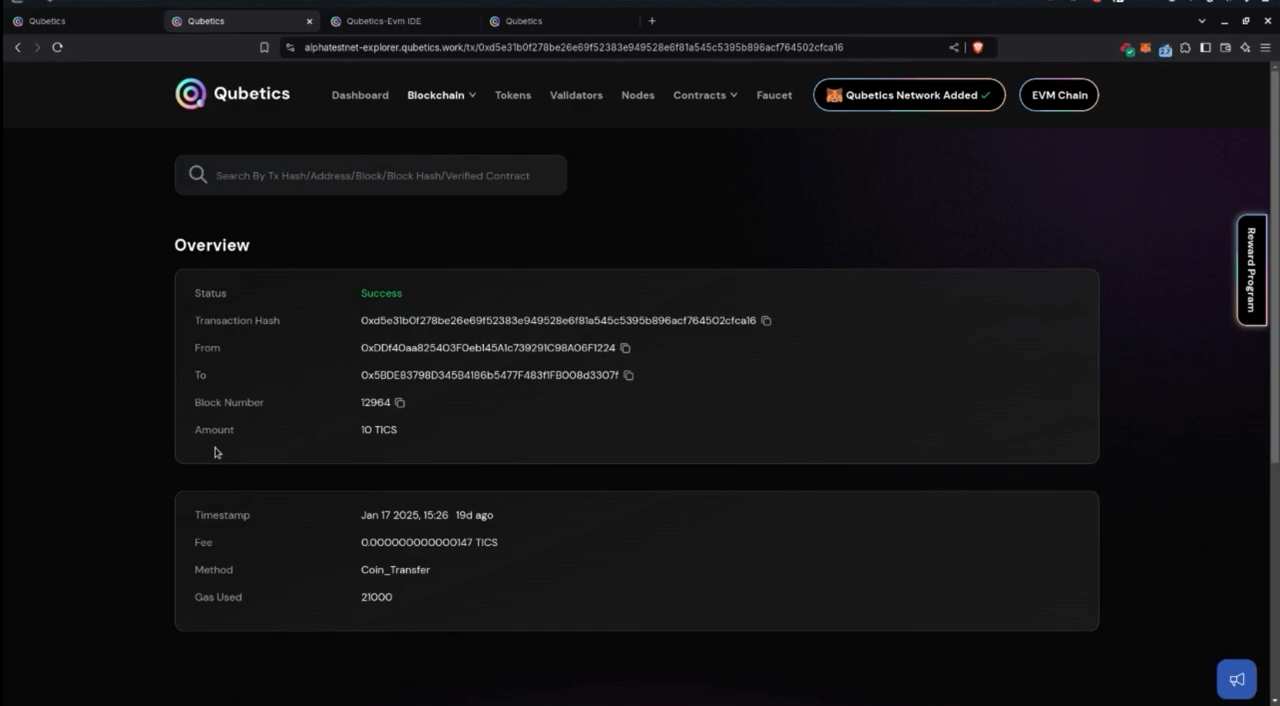 Qubetics
Qubetics
Qubetics-Evm IDE
Qubetics
alphatestnet-explorer.qubetics.work/tx/0xd5e31b0f278be26e69f52383e949528e6f81a545c5395b896acf764502cfca16
Qubetics
Dashboard
Blockchain
Tokens
Validators
Nodes
Contracts
Faucet
Qubetics Network Added
EVM Chain
Search By Tx Hash/Address/Block/Block Hash/Verified Contract
Reward Program
Overview
Status Success
Transaction Hash 0xd5e31b0f278be26e69f52383e949528e6f81a545c5395b896acf764502cfca16
From 0xDDf40aa825403F0eb145A1c739291C98A06F1224
To 0x5BDE83798D345B4186b5477F483f1FB008d3307f
Block Number 12964
Amount 10 TICS
Timestamp Jan 17 2025, 15:26 19d ago
Fee 0.000000000000147 TICS
Method Coin_Transfer
Gas Used 21000